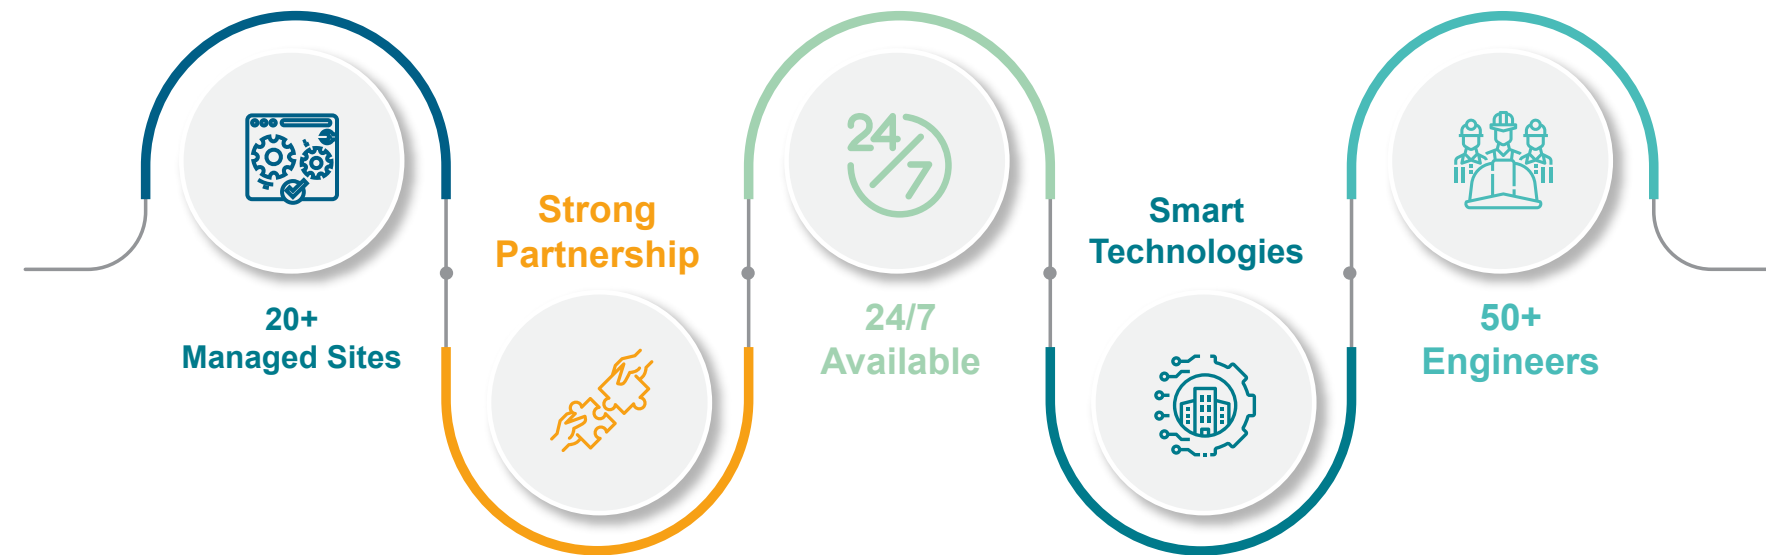 20+
Managed Sites
Strong
Partnership
24/7
24/7
Available
Smart
Technologies
50+
Engineers